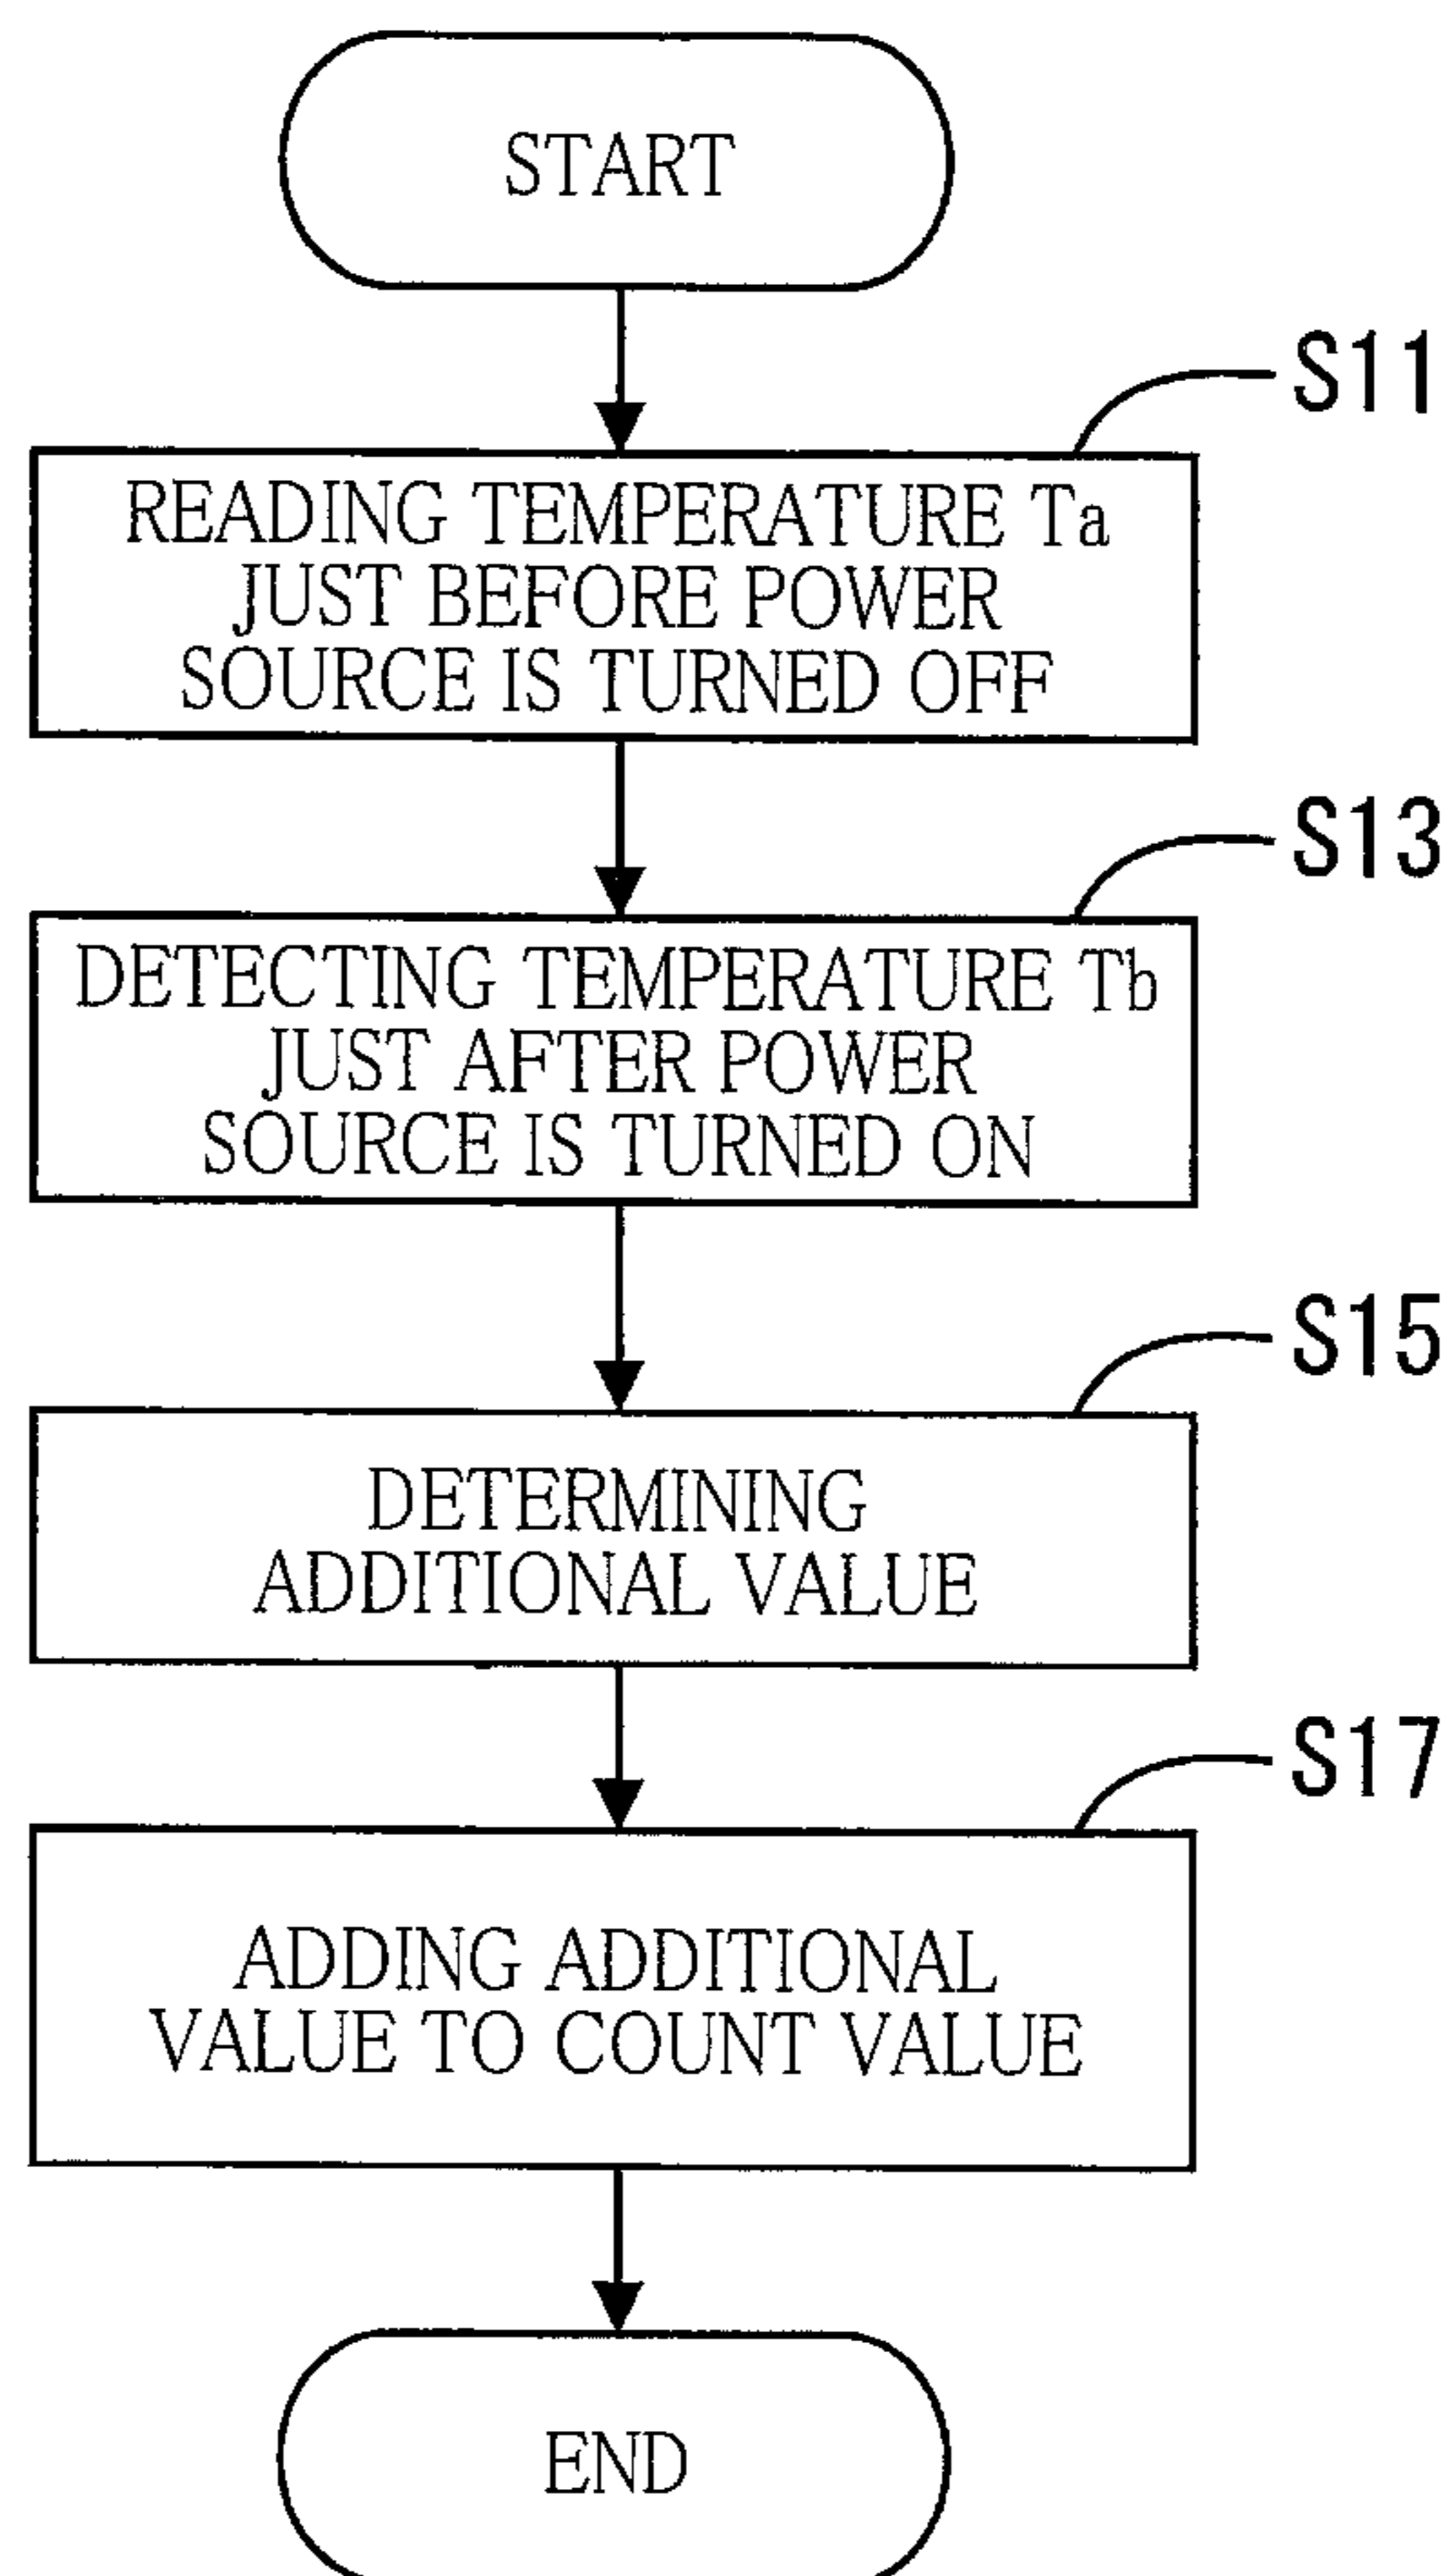 START
S11
READING TEMPERATURE Ta
JUST BEFORE POWER
SOURCE IS TURNED OFF
S13
DETECTING TEMPERATURE Tb
JUST AFTER POWER
SOURCE IS TURNED ON
S15
DETERMINING
ADDITIONAL VALUE
S17
ADDING ADDITIONAL
VALUE TO COUNT VALUE
END